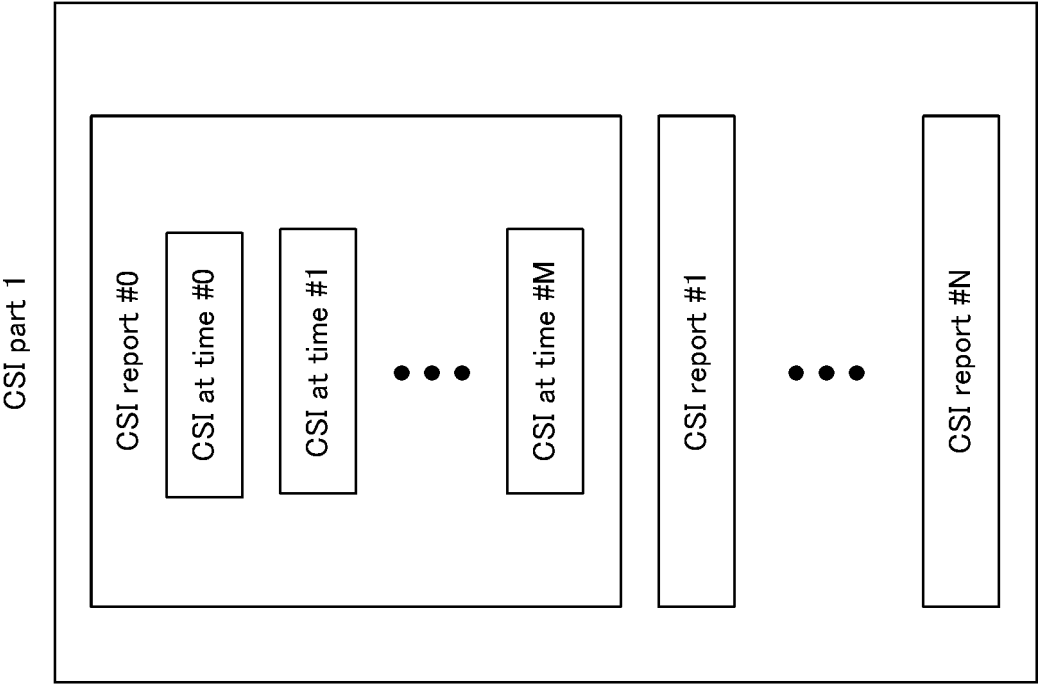 CSI part 1
CSI report #0
CSI at time #0
CSI at time #1
CSI at time #M
CSI report #1
CSI report #N